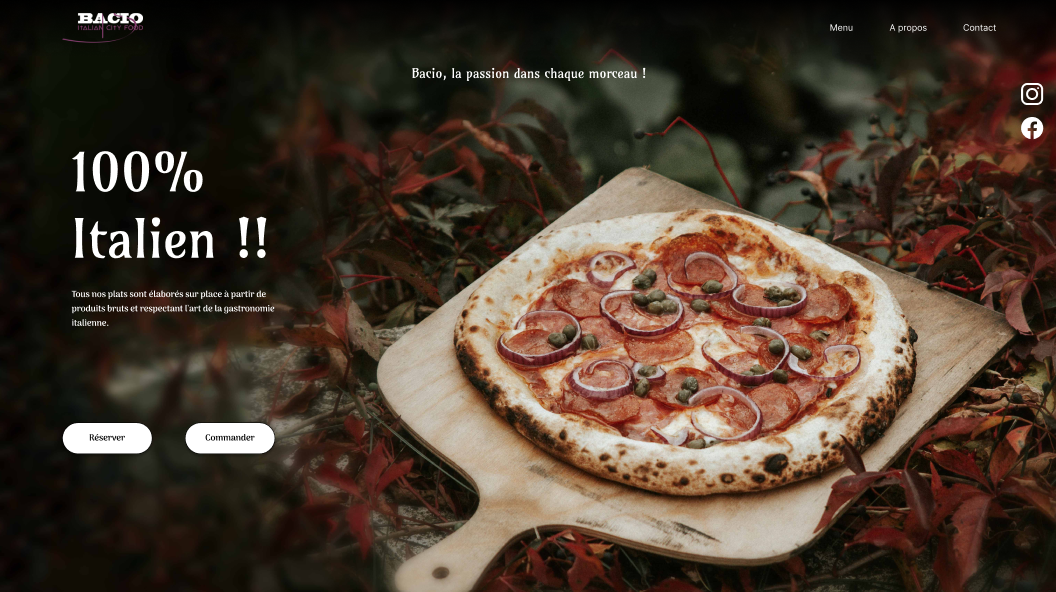 BACIO
ITALIAN CITY FOOD
Menu
A propos
Contact
Bacio, la passion dans chaque morceau !
100%
Italien !!
Tous nos plats sont élaborés sur place à partir de
produits bruts et respectant l'art de la gastronomie
italienne.
Réserver
Commander